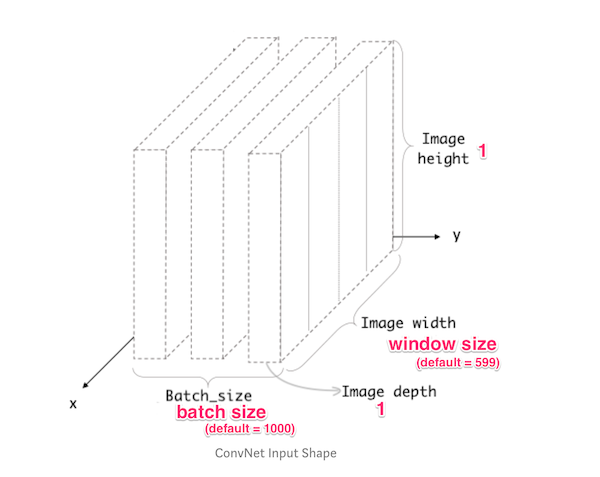 Image
height 1
y
Image width
window size
(default = 599)
x
Batch_size
batch size
(default = 1000)
Image depth
1
ConvNet Input Shape